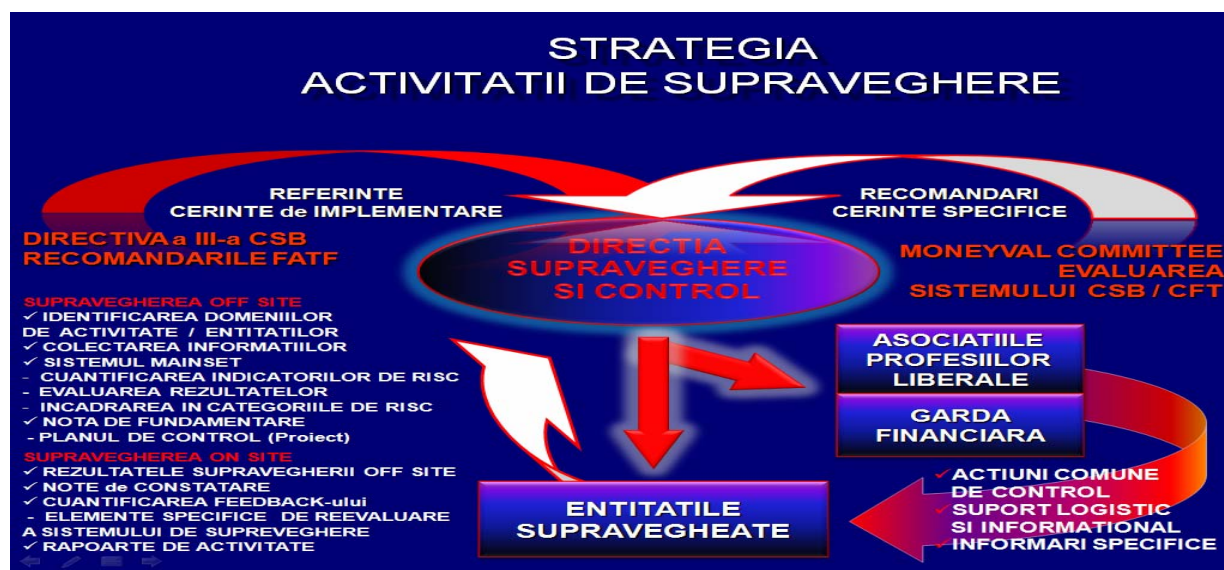 STRATEGIA
ACTIVITATII DE SUPRAVEGHERE
REFERINTE
CERINTE de IMPLEMENTARE
RECOMANDARI
CERINTE SPECIFICE
DIRECTIVA a III-a CSB
RECOMANDARILE FATF
DIRECTIA
SUPRAVEGHERE
SI CONTROL
MONEYVAL COMMITTEE
EVALUAREA
SISTEMULUI CSB / CFT
SUPRAVEGHEREA OFF SITE
✓ IDENTIFICAREA DOMENIILOR
DE ACTIVITATE / ENTITATILOR
✓ COLECTAREA INFORMATIILOR
✓ SISTEMUL MAINSET
- CUANTIFICAREA INDICATORILOR DE RISC
- EVALUAREA REZULTATELOR
- INCADRAREA IN CATEGORIILE DE RISC
✓ NOTA DE FUNDAMENTARE
- PLANUL DE CONTROL (Proiect)
SUPRAVEGHEREA ON SITE
✓ REZULTATELE SUPRAVEGHERII OFF SITE
✓ NOTE de CONSTATARE
✓ CUANTIFICAREA FEEDBACK-ului
- ELEMENTE SPECIFICE DE REEVALUARE
A SISTEMULUI DE SUPREVEGHERE
✓ RAPOARTE DE ACTIVITATE
ASOCIATIILE
PROFESIILOR
LIBERALE
GARDA
FINANCIARA
ENTITATILE
SUPRAVEGHEATE
✓ ACTIUNI COMUNE
DE CONTROL
✓ SUPORT LOGISTIC
SI INFORMATIONAL
✓ INFORMARI SPECIFICE